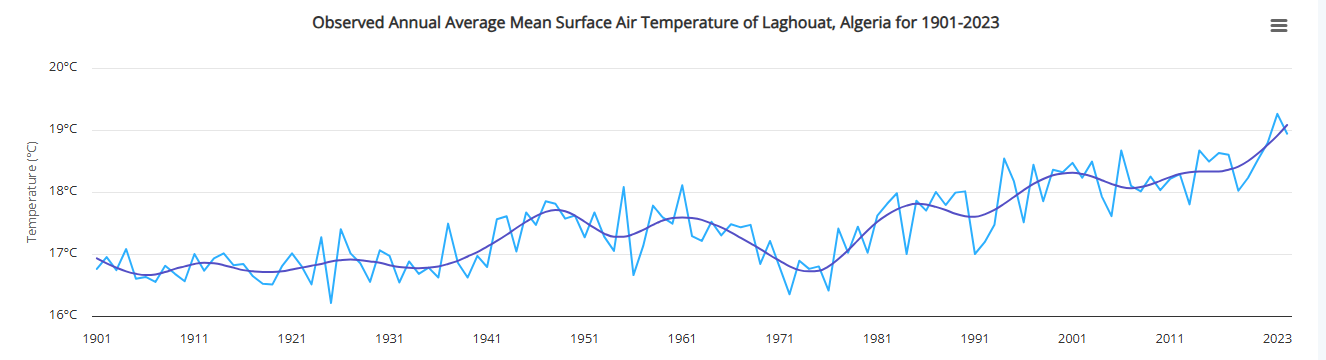 Observed Annual Average Mean Surface Air Temperature of Laghouat, Algeria for 1901-2023
Temperature (°C)
20°C
19°C
18°C
17°C
16°C
1901 1911 1921 1931 1941 1951 1961 1971 1981 1991 2001 2011 2023